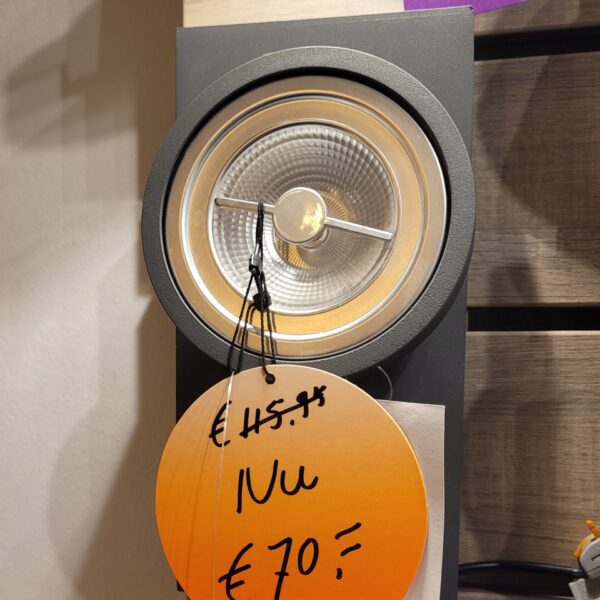 € 115.95
Nu
€ 70,=